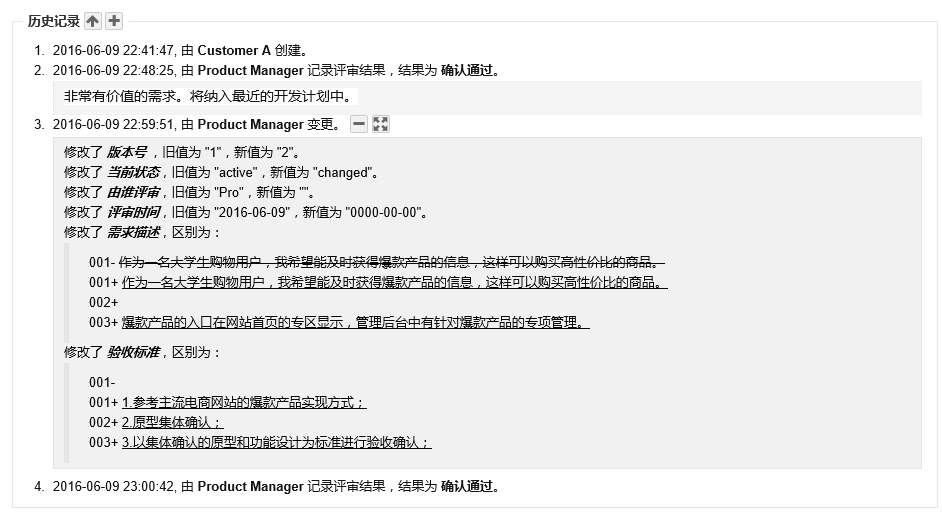 历史记录
1. 2016-06-09 22:41:47, 由 Customer A 创建。
2. 2016-06-09 22:48:25, 由 Product Manager 记录评审结果，结果为 确认通过。
非常有价值的需求。将纳入最近的开发计划中。
3. 2016-06-09 22:59:51, 由 Product Manager 变更。
修改了 版本号，旧值为 "1"，新值为 "2"。
修改了 当前状态，旧值为 "active"，新值为 "changed"。
修改了 由谁评审，旧值为 "Pro"，新值为 ""。
修改了 评审时间，旧值为 "2016-06-09"，新值为 "0000-00-00"。
修改了 需求描述，区别为：
001- 作为一名大学生购物用户，我希望能及时获得爆款产品的信息，这样可以购买高性价比的商品。
001+ 作为一名大学生购物用户，我希望能及时获得爆款产品的信息，这样可以购买高性价比的商品。
002+
003+ 爆款产品的入口在网站首页的专区显示，管理后台中有针对爆款产品的专项管理。
修改了 验收标准，区别为：
001-
001+ 1.参考主流电商网站的爆款产品实现方式；
002+ 2.原型集体确认；
003+ 3.以集体确认的原型和功能设计为标准进行验收确认；
4. 2016-06-09 23:00:42, 由 Product Manager 记录评审结果，结果为 确认通过。